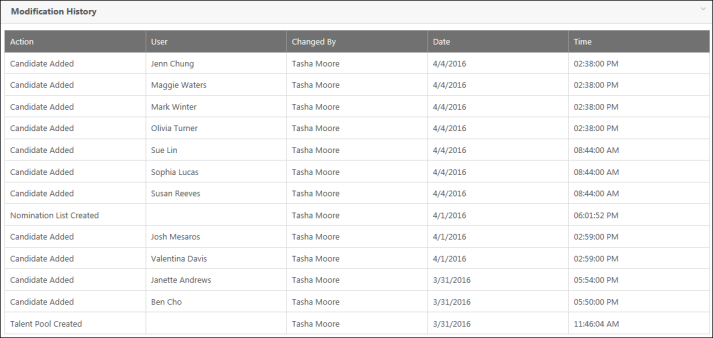 Modification History
Action User Changed By Date Time
Candidate Added Jenn Chung Tasha Moore 4/4/2016 02:38:00 PM
Candidate Added Maggie Waters Tasha Moore 4/4/2016 02:38:00 PM
Candidate Added Mark Winter Tasha Moore 4/4/2016 02:38:00 PM
Candidate Added Olivia Turner Tasha Moore 4/4/2016 02:38:00 PM
Candidate Added Sue Lin Tasha Moore 4/4/2016 08:44:00 AM
Candidate Added Sophia Lucas Tasha Moore 4/4/2016 08:44:00 AM
Candidate Added Susan Reeves Tasha Moore 4/4/2016 08:44:00 AM
Nomination List Created Tasha Moore 4/1/2016 06:01:52 PM
Candidate Added Josh Mesaros Tasha Moore 4/1/2016 02:59:00 PM
Candidate Added Valentina Davis Tasha Moore 4/1/2016 02:59:00 PM
Candidate Added Janette Andrews Tasha Moore 3/31/2016 05:54:00 PM
Candidate Added Ben Cho Tasha Moore 3/31/2016 05:50:00 PM
Talent Pool Created Tasha Moore 3/31/2016 11:46:04 AM